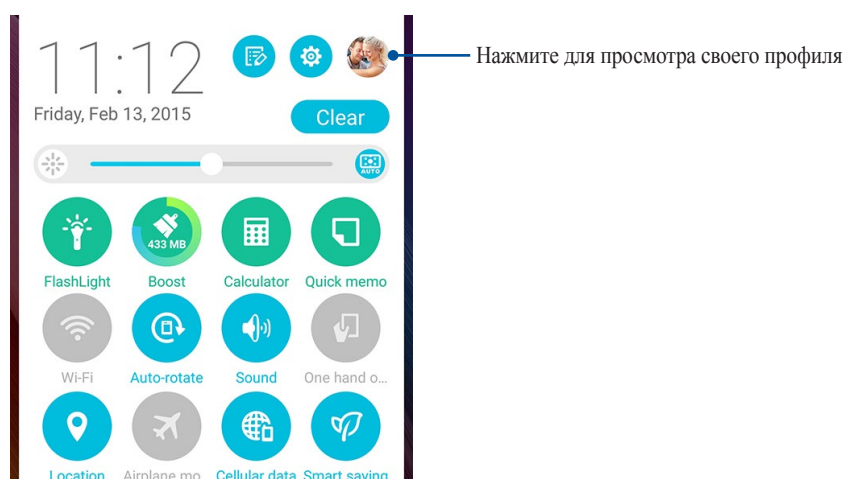 11:12
Нажмите для просмотра своего профиля
Friday, Feb 13, 2015
Clear
AUTO
433 MB
FlashLight Boost Calculator Quick memo
Wi-Fi Auto-rotate Sound One hand o...
Location Airplane mo Cellular data Smart saving